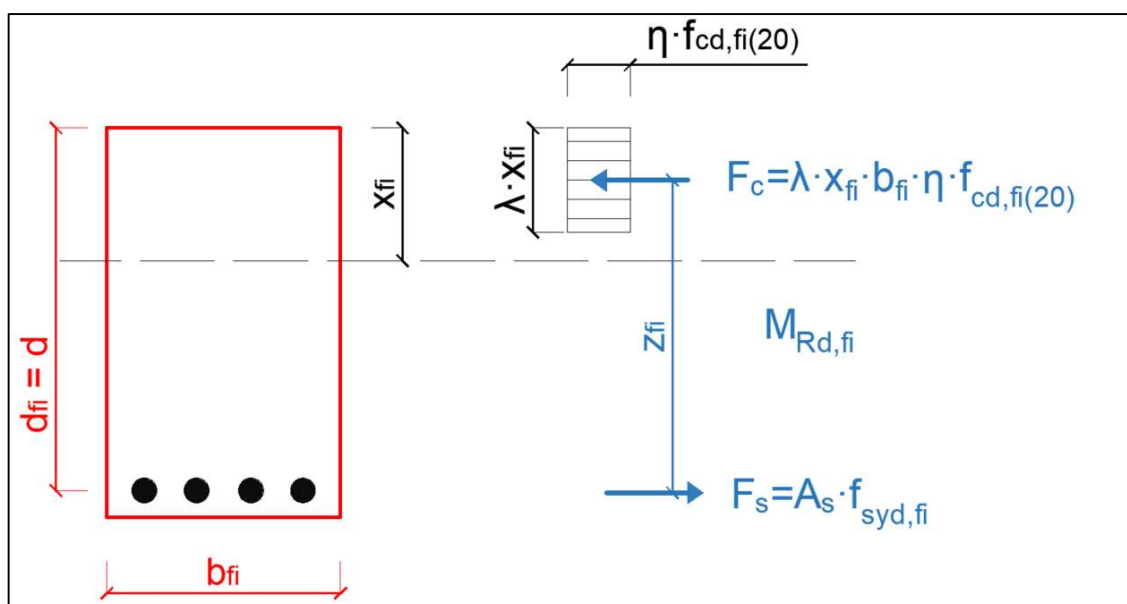 η·fcd,fi(20)
xfi
λ·xfi
Fc=λ·xfi·bfi·η·fcd,fi(20)
dfi = d
zfi
MRd,fi
Fs=As·fsyd,fi
bfi